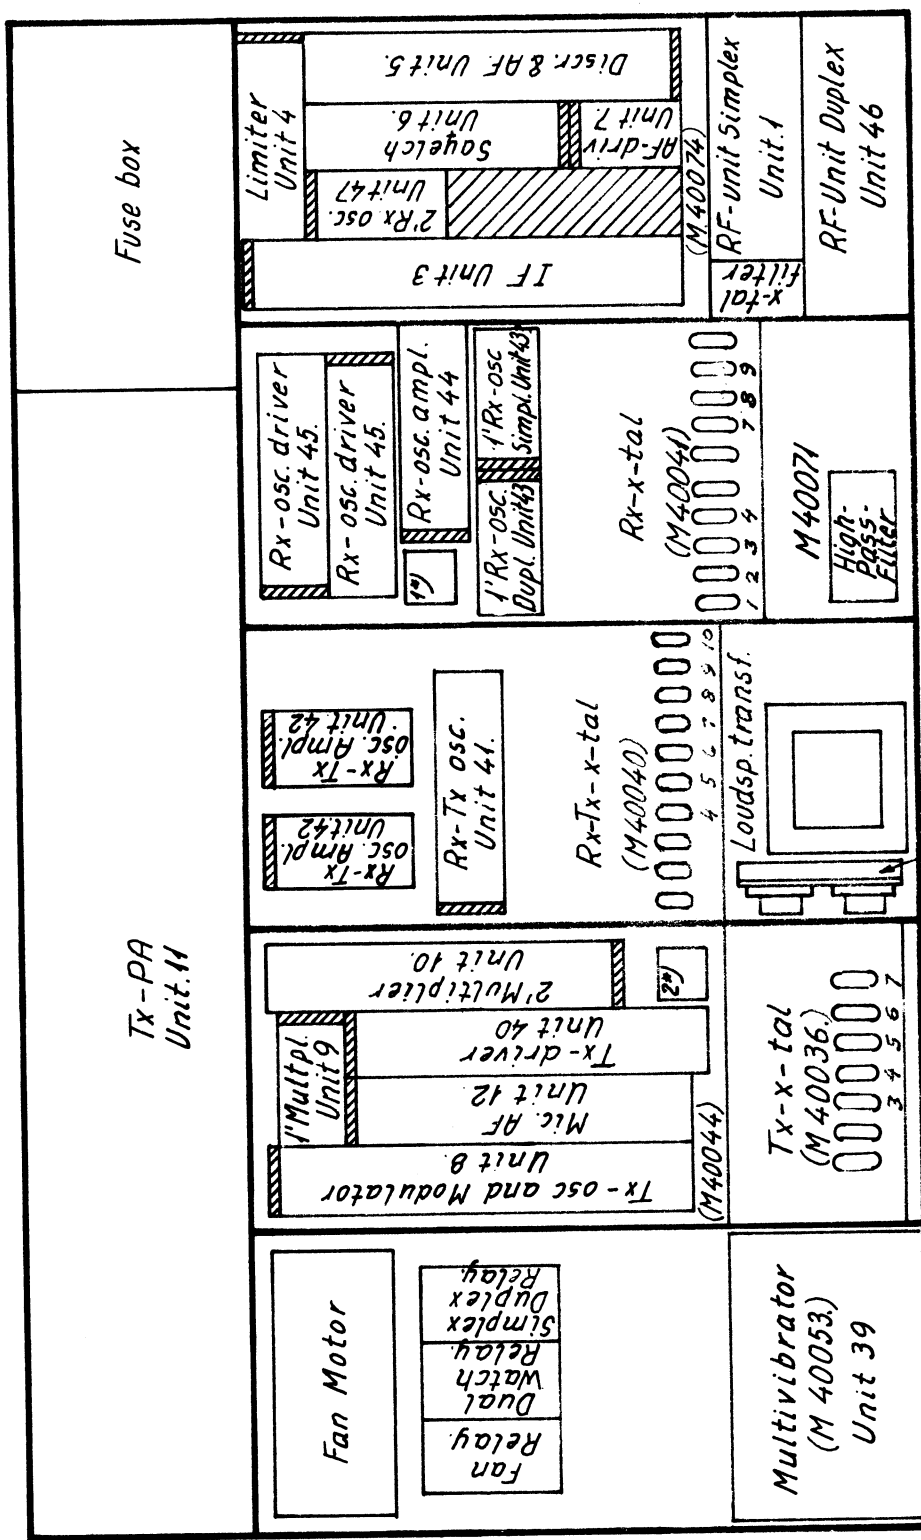 Fuse box
Tx-PA
Unit.11
Limiter
Unit 4
Discr. & AF. Unit 5.
Sqelch
Unit 6.
AF-driv
Unit 7.
2'Rx osc.
Unit 47
IF Unit 3
(M.40074)
RF-unit Simplex
Unit.1
x-tal
filter
RF-Unit Duplex
Unit 46
Rx-osc. driver
Unit 45.
Rx-osc. driver
Unit 45.
Rx-osc. ampl.
Unit 44
1*)
1'Rx-osc
Simpl. Unit43
1'Rx-osc.
Dupl. Unit43
Rx-x-tal
(M40041)
1 2 3 4 7 8 9
M40071
High-
Pass-
Filter
Rx-Tx
osc. Ampl.
Unit 42
Rx-Tx
osc. Ampl.
Unit.42
Rx-Tx osc.
Unit 41.
Rx-Tx-x-tal
(M40040)
4 5 6 7 8 9 10
Loudsp. transf.
2'Multiplier
Unit 10.
2*)
1'Multpl.
Unit 9
Tx-driver
Unit 40
Mic. AF
Unit 12
Tx-osc and Modulator
Unit 8
(M40044)
Tx-x-tal
(M40036.)
3 4 5 6 7
Fan Motor
Simplex
Duplex
Relay.
Dual
Watch
Relay.
Fan
Relay.
Multivibrator
(M 40053.)
Unit 39